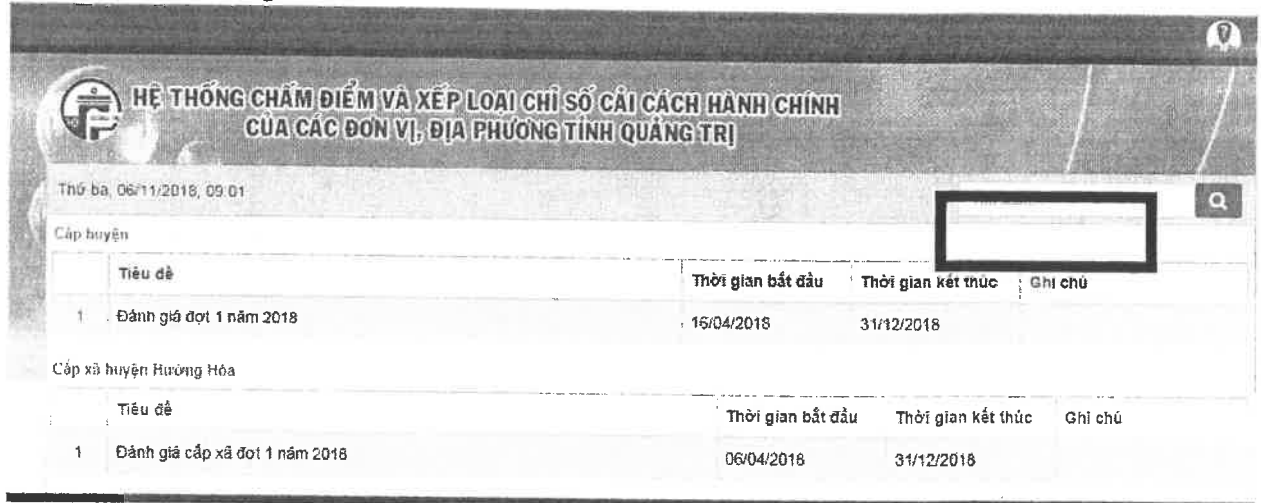 HỆ THỐNG CHẤM ĐIỂM VÀ XẾP LOẠI CHỈ SỐ CẢI CÁCH HÀNH CHÍNH
CỦA CÁC ĐƠN VỊ, ĐỊA PHƯƠNG TỈNH QUẢNG TRỊ
Thứ ba, 06/11/2018, 09:01
Cấp huyện
Tiêu đề Thời gian bắt đầu Thời gian kết thúc Ghi chú
1 Đánh giá đợt 1 năm 2018 16/04/2018 31/12/2018
Cấp xã huyện Hướng Hóa
Tiêu đề Thời gian bắt đầu Thời gian kết thúc Ghi chú
1 Đánh giá cấp xã đợt 1 năm 2018 06/04/2018 31/12/2018